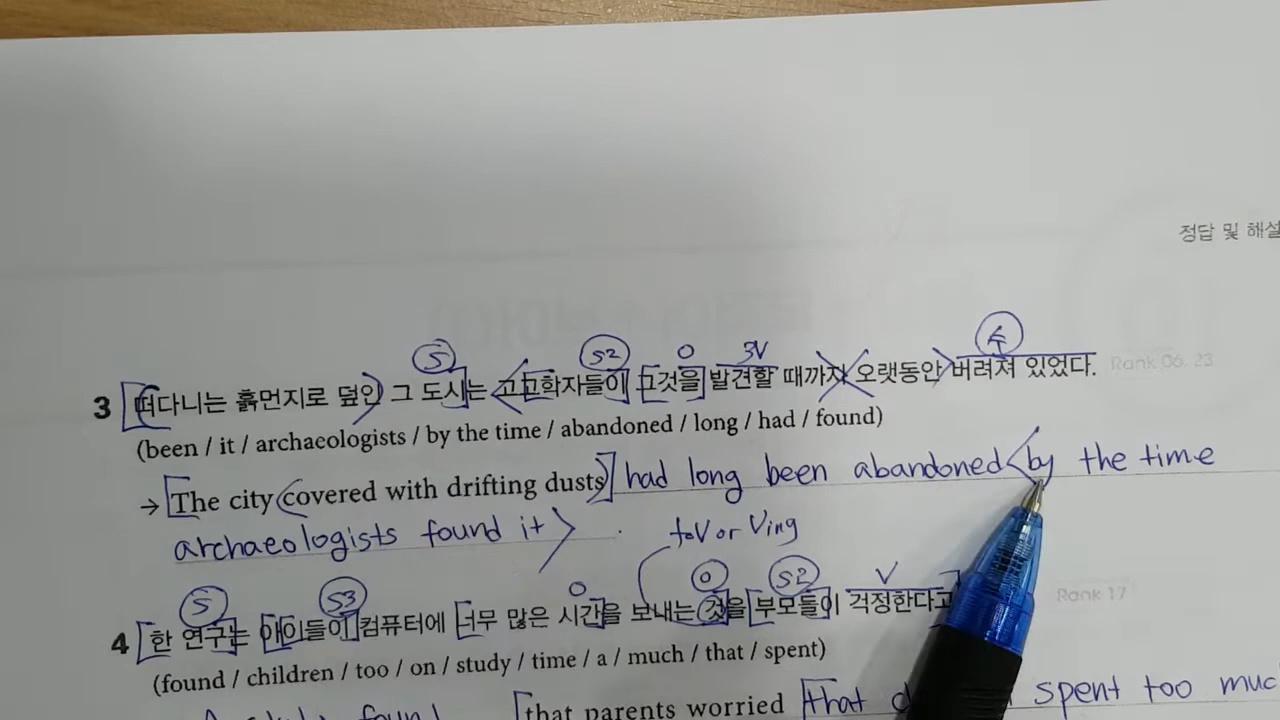 정답 및 해설
S S2 O 3V 수
3 떠다니는 흙먼지로 덮인 그 도시는 고고학자들이 그것을 발견할 때까지 오랫동안 버려져 있었다. Rank 06, 23
(been / it / archaeologists / by the time / abandoned / long / had / found)
→ The city covered with drifting dusts had long been abandoned by the time
archaeologists found it .
toV or Ving
S S3 O O S2 V
4 한 연구는 아이들이 컴퓨터에 너무 많은 시간을 보내는 것을 부모들이 걱정한다고 Rank 17
(found / children / too / on / study / time / a / much / that / spent)
found that parents worried that spent too muc